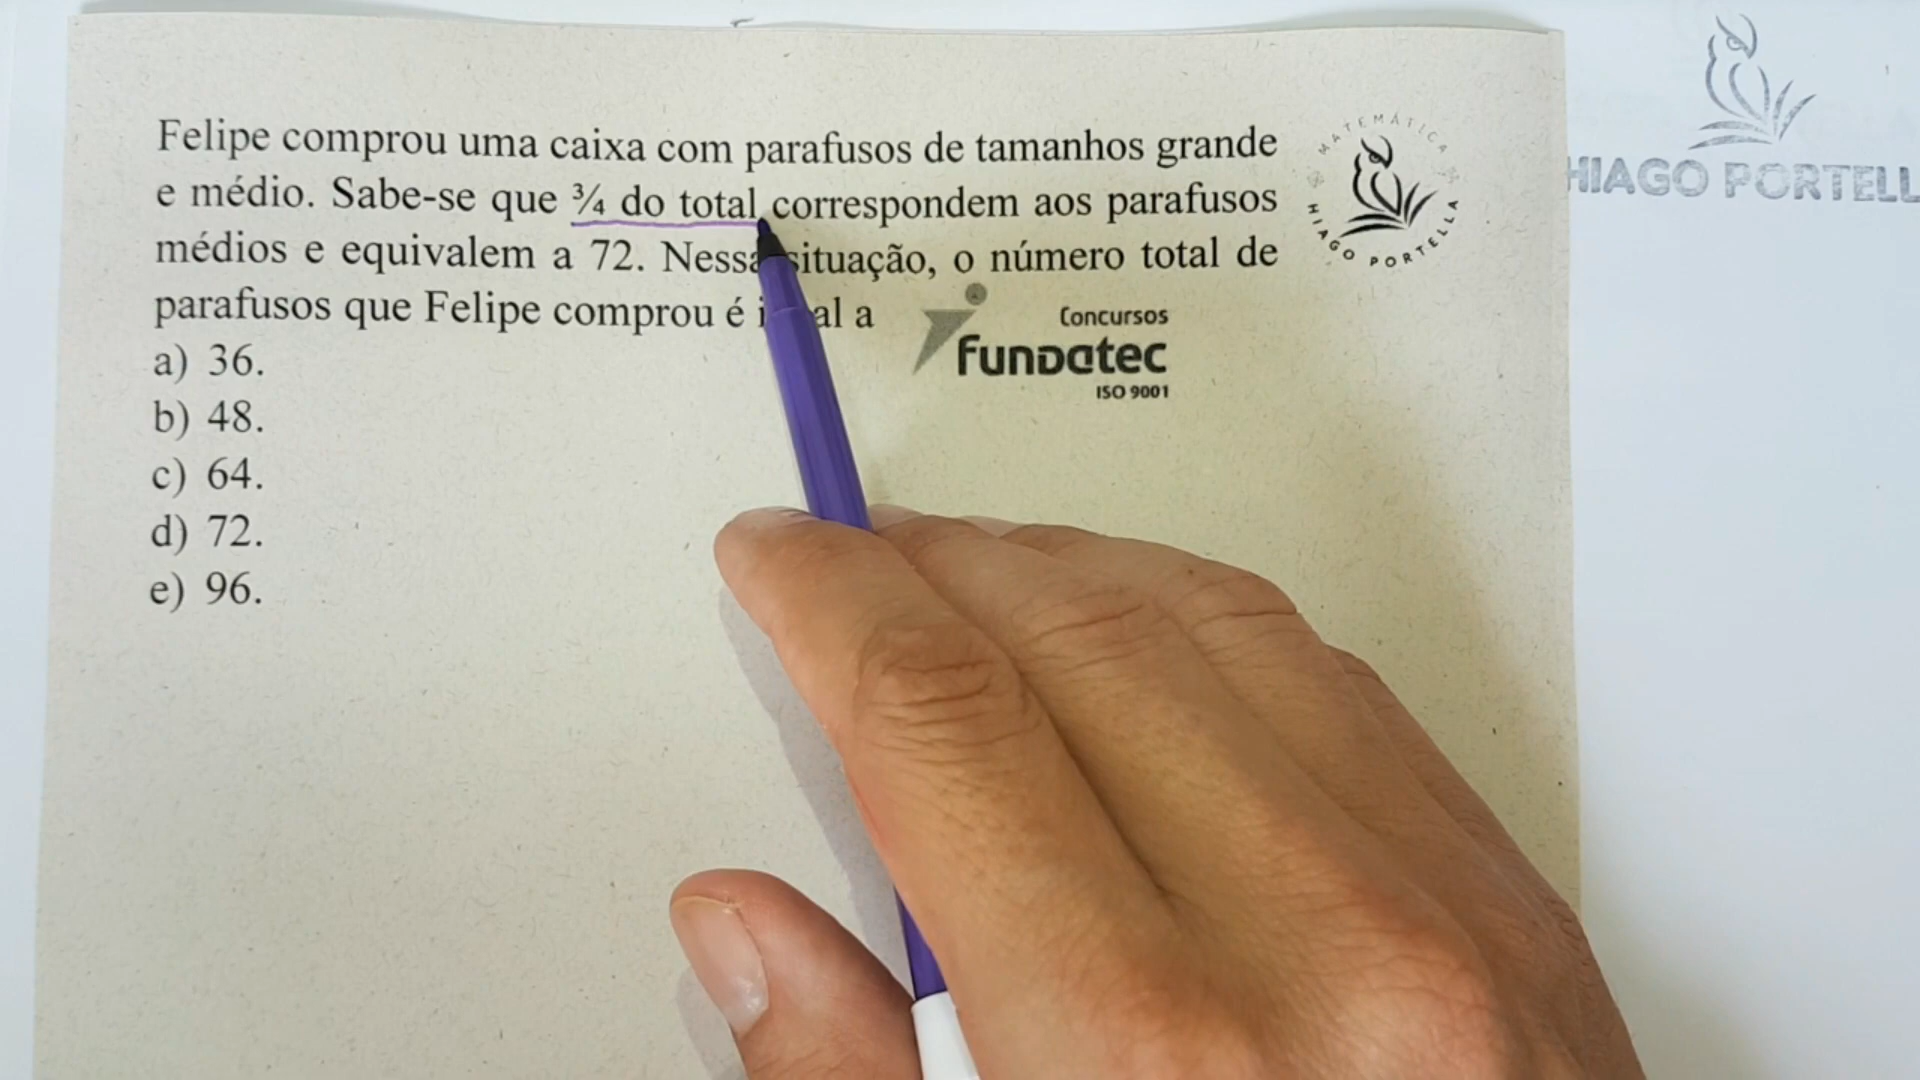 Felipe comprou uma caixa com parafusos de tamanhos grande
e médio. Sabe-se que ¾ do total correspondem aos parafusos
médios e equivalem a 72. Nessa situação, o número total de
parafusos que Felipe comprou é al a
a) 36.
b) 48.
c) 64.
d) 72.
e) 96.
Concursos
Fundatec
ISO 9001
MATEMÁTICA
THIAGO PORTELLA
HIAGO PORTELL